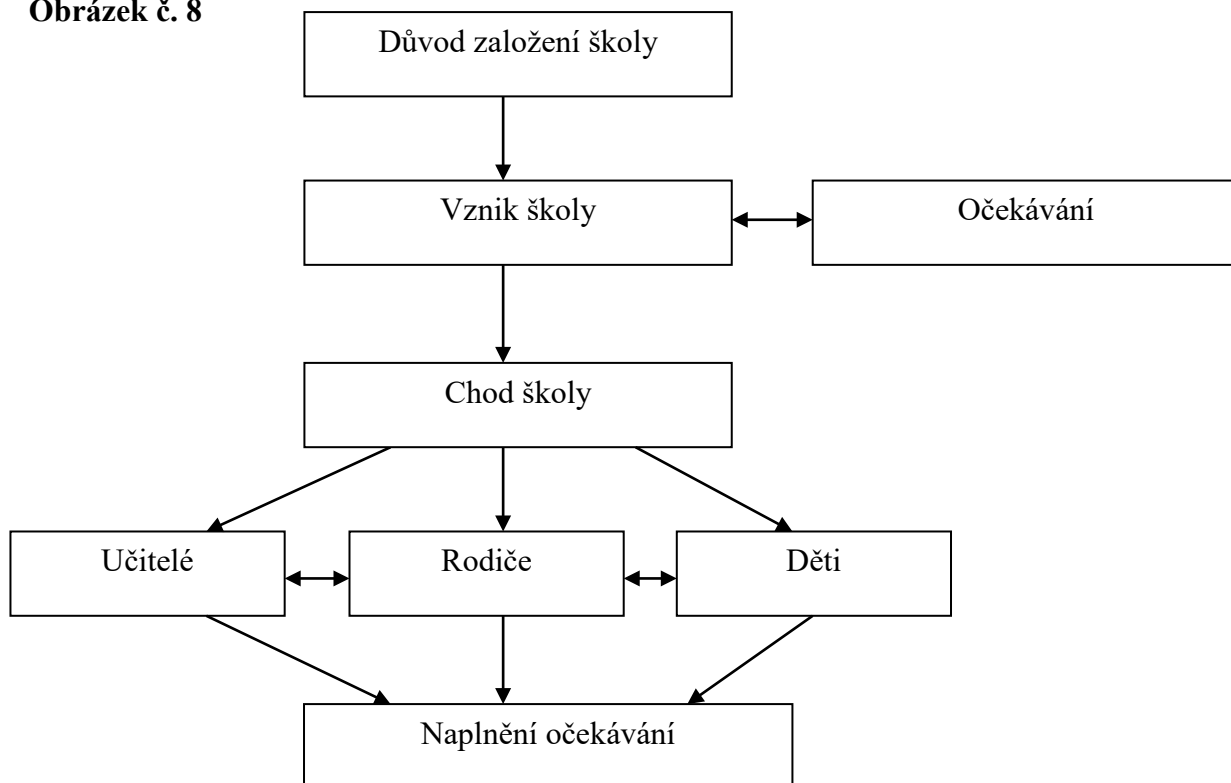 Obrázek č. 8
Důvod založení školy
Vznik školy
Očekávání
Chod školy
Učitelé
Rodiče
Děti
Naplnění očekávání